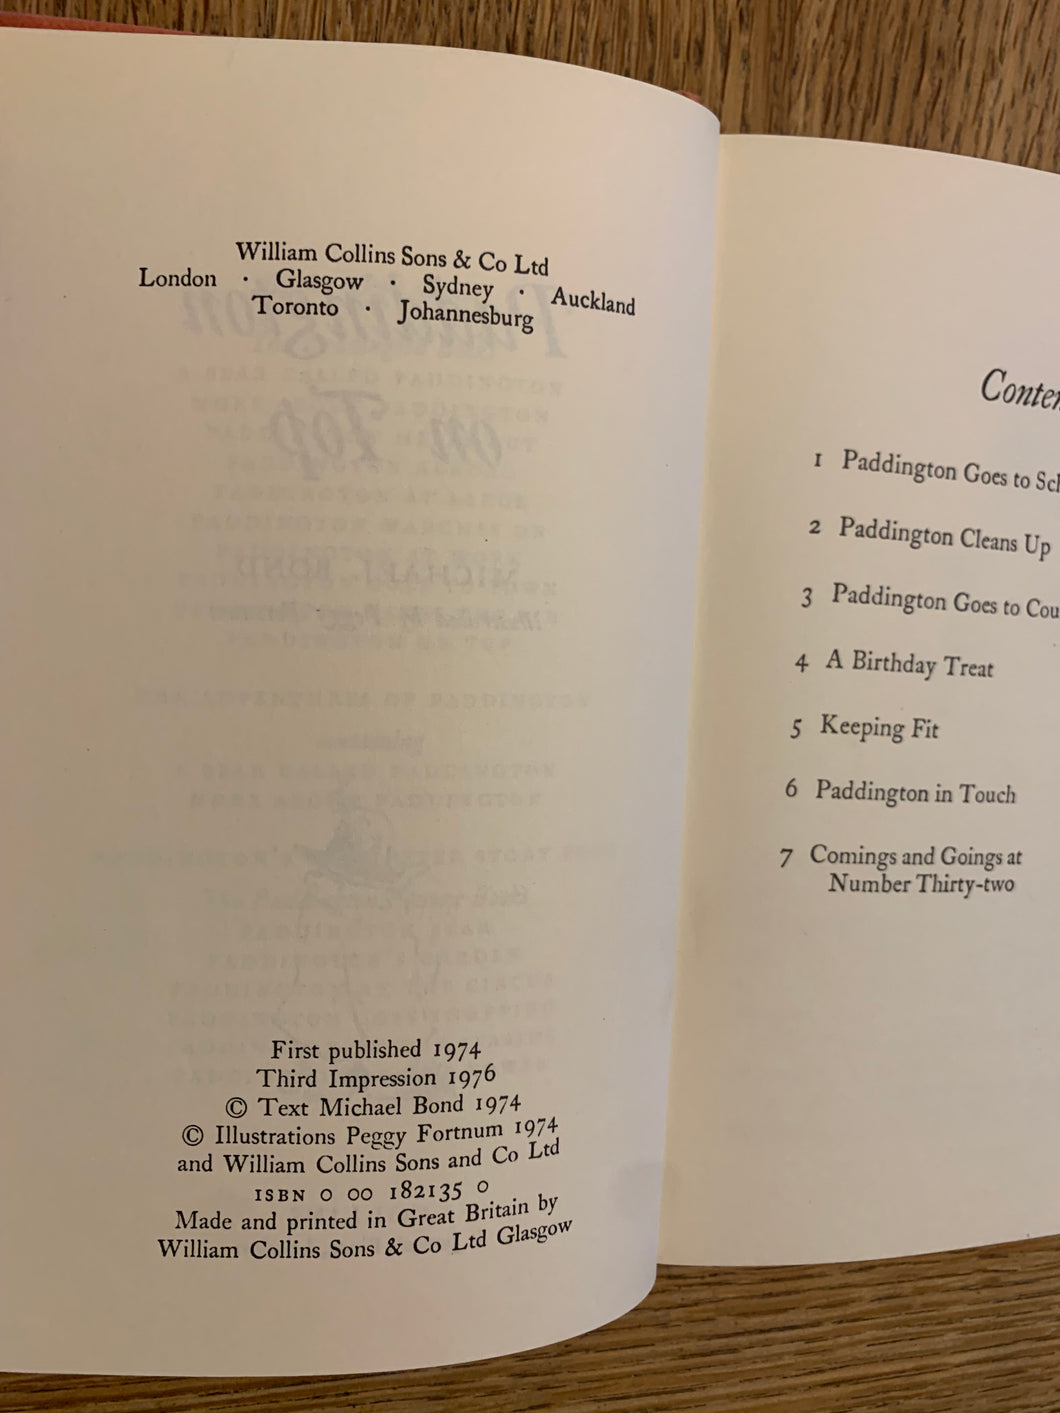 William Collins Sons & Co Ltd
London · Glasgow · Sydney · Auckland
Toronto · Johannesburg
First published 1974
Third Impression 1976
© Text Michael Bond 1974
© Illustrations Peggy Fortnum 1974
and William Collins Sons and Co Ltd
ISBN 0 00 182135 0
Made and printed in Great Britain by
William Collins Sons & Co Ltd Glasgow
1 Paddington Goes to
2 Paddington Cleans Up
3 Paddington Goes to
4 A Birthday Treat
5 Keeping Fit
6 Paddington in Touch
7 Comings and Goings at
Number Thirty-two